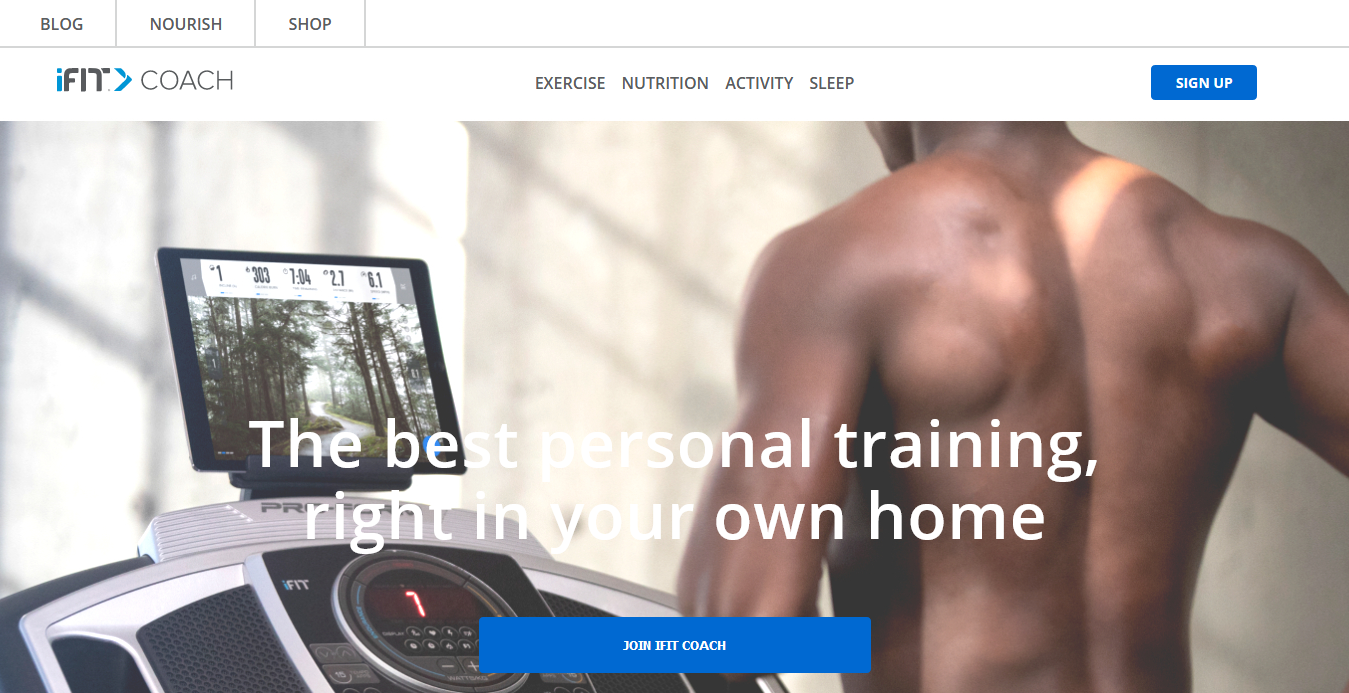 BLOG
NOURISH
SHOP
iFIT COACH
EXERCISE NUTRITION ACTIVITY SLEEP
SIGN UP
1 303 7:04 2.7 6.1
The best personal training,
right in your own home
iFIT
7
DISPLAY
JOIN IFIT COACH